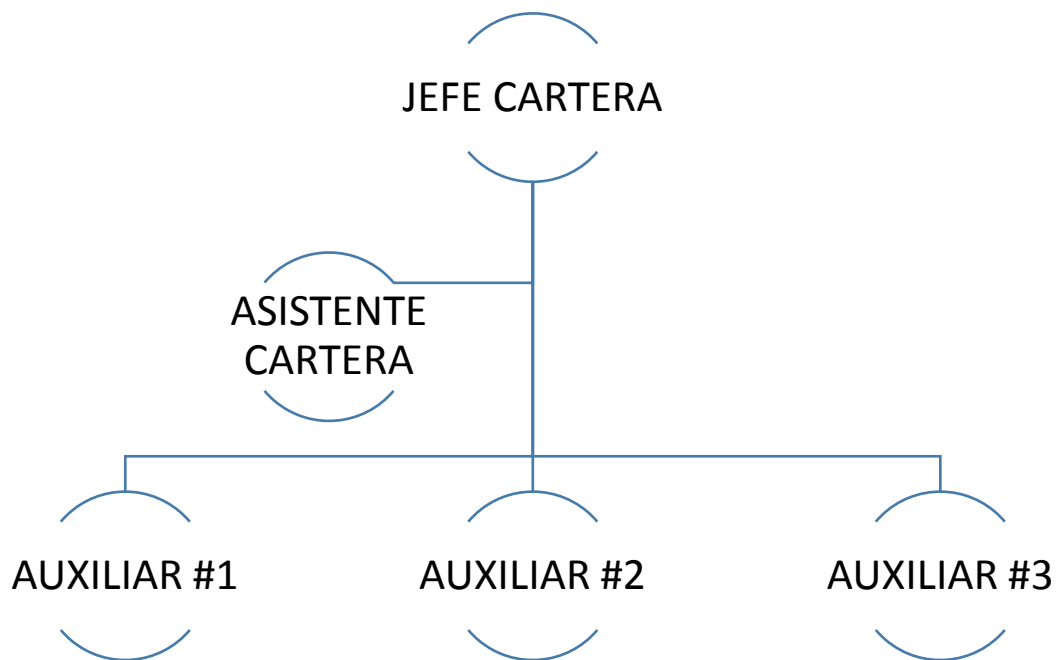 JEFE CARTERA
ASISTENTE
CARTERA
AUXILIAR #1
AUXILIAR #2
AUXILIAR #3